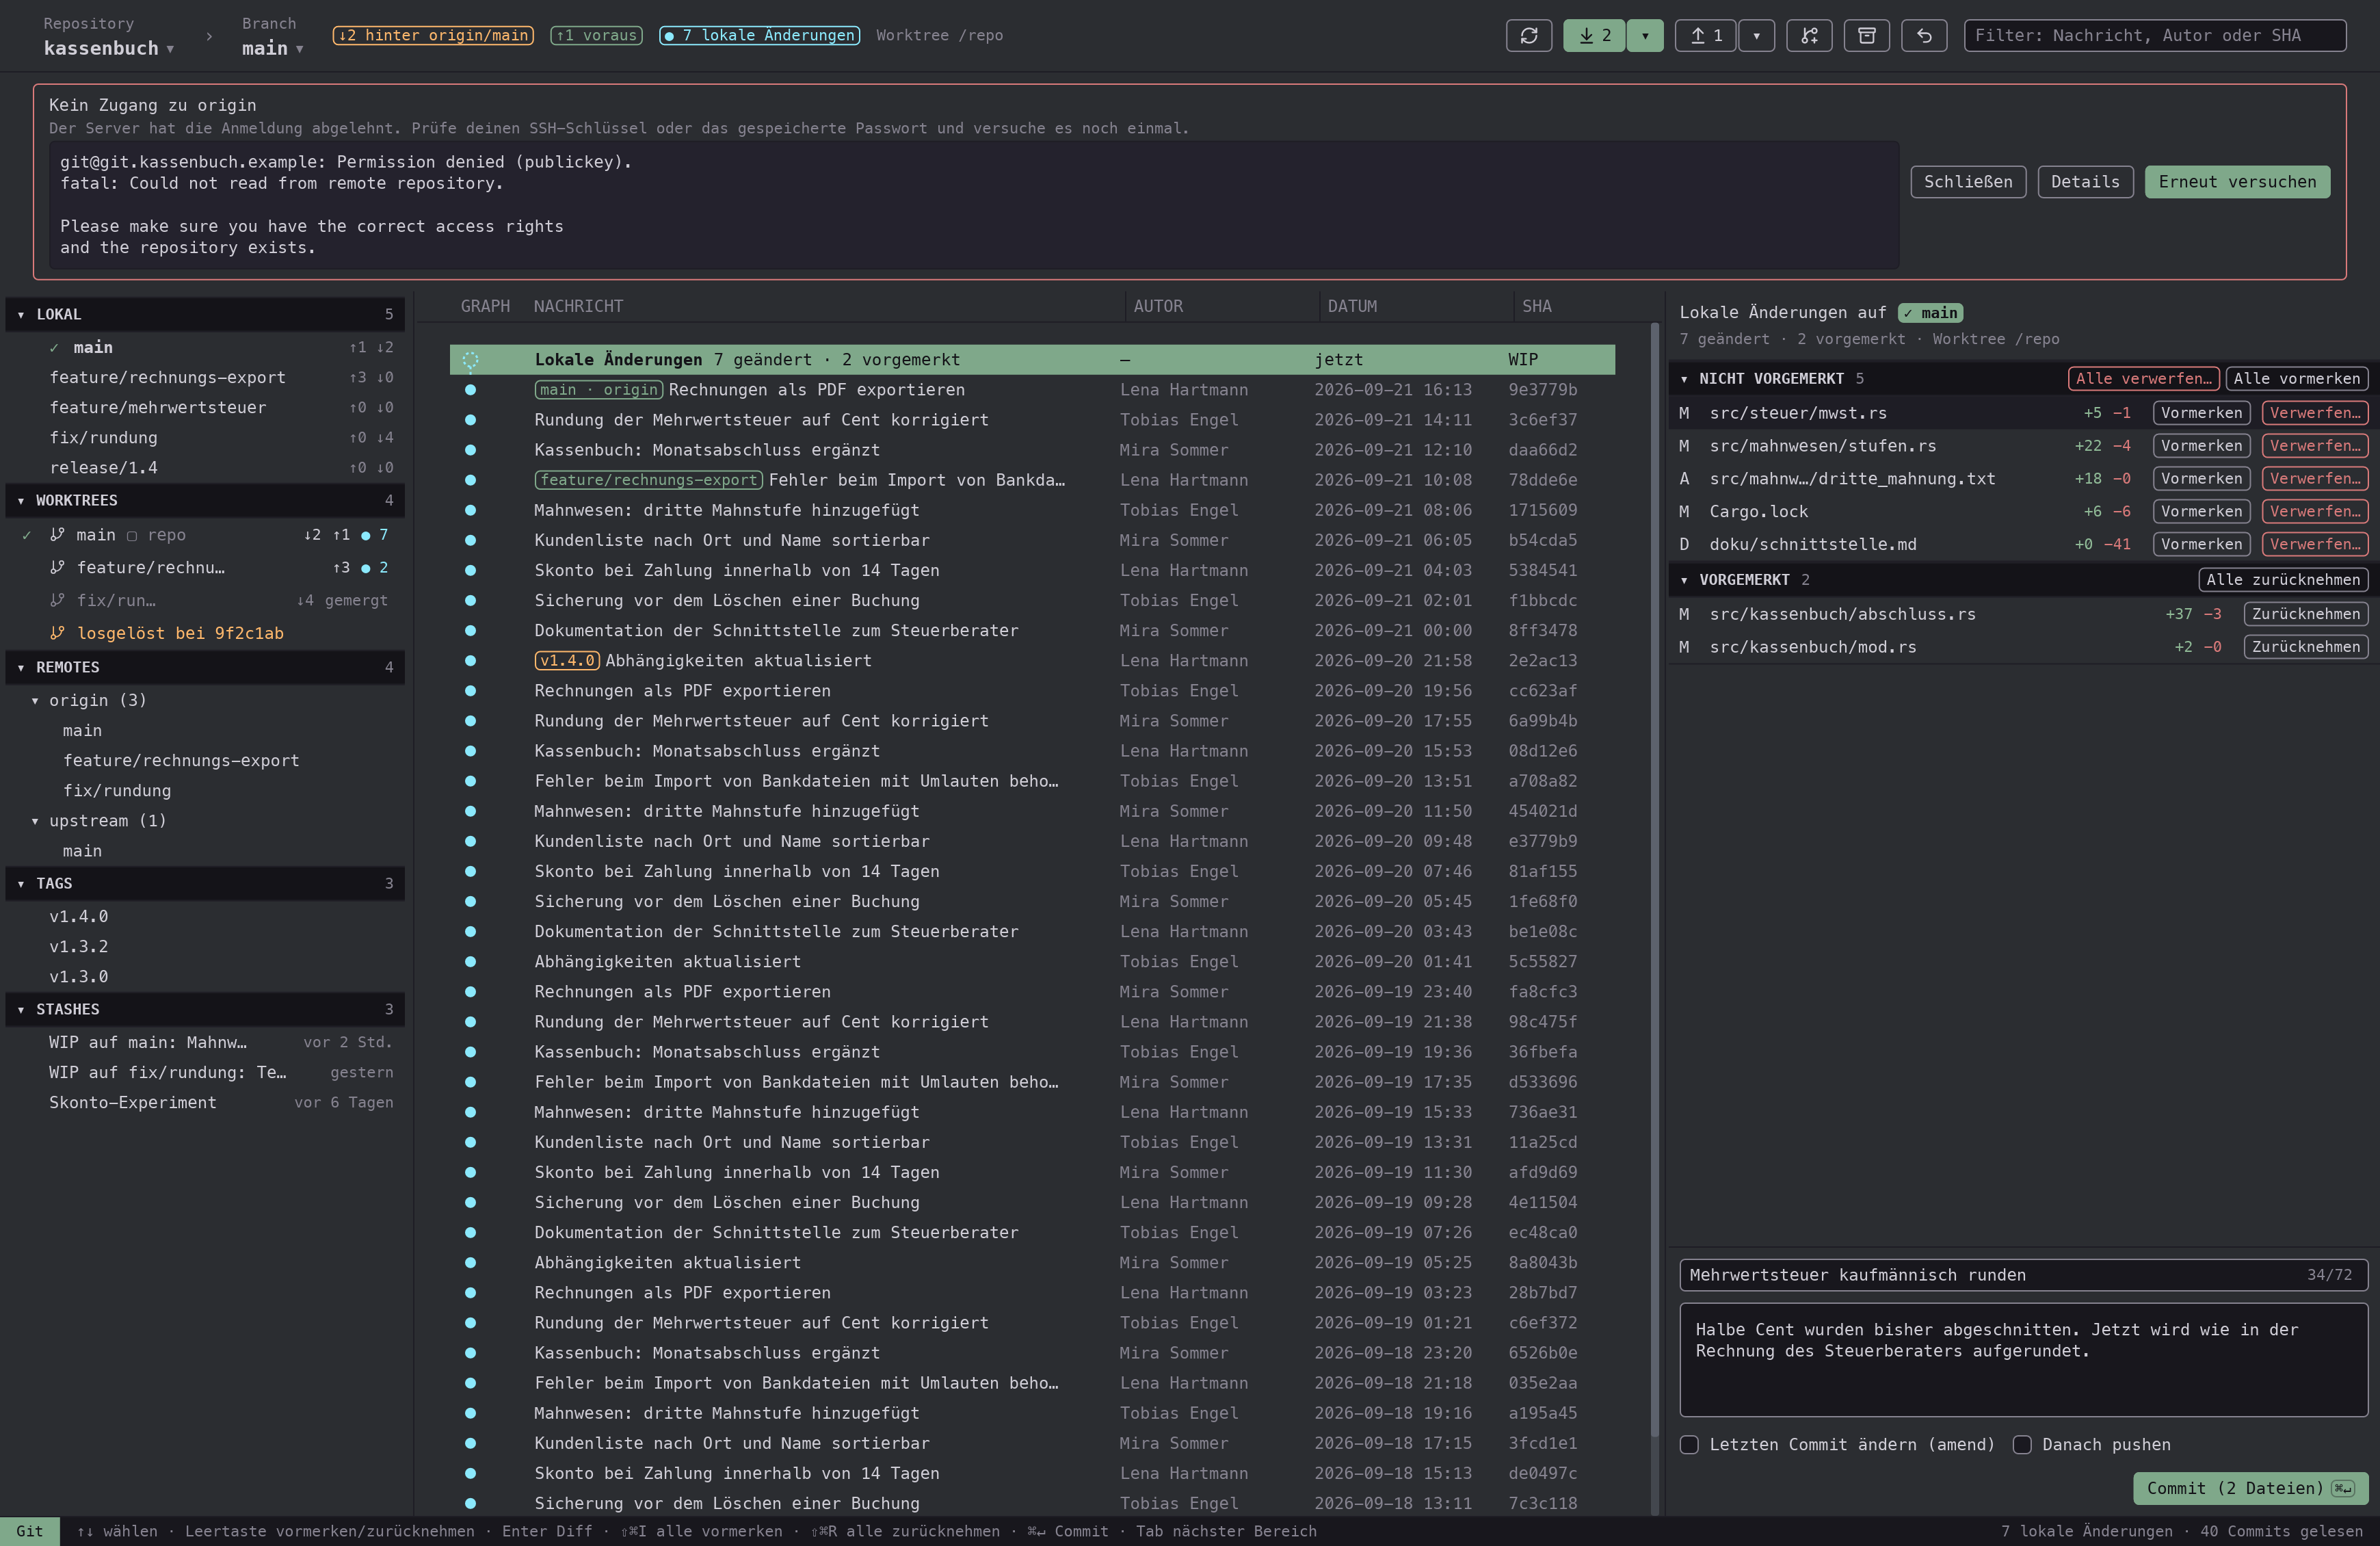 Repository
kassenbuch ▾
›
Branch
main ▾
↓2 hinter origin/main
↑1 voraus
● 7 lokale Änderungen
Worktree /repo
2 ▾
1 ▾
Filter: Nachricht, Autor oder SHA
Kein Zugang zu origin
Der Server hat die Anmeldung abgelehnt. Prüfe deinen SSH-Schlüssel oder das gespeicherte Passwort und versuche es noch einmal.
git@git.kassenbuch.example: Permission denied (publickey).
fatal: Could not read from remote repository.
Please make sure you have the correct access rights
and the repository exists.
Schließen
Details
Erneut versuchen
▾ LOKAL 5
✓ main ↑1 ↓2
feature/rechnungs-export ↑3 ↓0
feature/mehrwertsteuer ↑0 ↓0
fix/rundung ↑0 ↓4
release/1.4 ↑0 ↓0
▾ WORKTREES 4
✓ main ▢ repo ↓2 ↑1 ● 7
feature/rechnu… ↑3 ● 2
fix/run… ↓4 gemergt
losgelöst bei 9f2c1ab
▾ REMOTES 4
▾ origin (3)
main
feature/rechnungs-export
fix/rundung
▾ upstream (1)
main
▾ TAGS 3
v1.4.0
v1.3.2
v1.3.0
▾ STASHES 3
WIP auf main: Mahnw… vor 2 Std.
WIP auf fix/rundung: Te… gestern
Skonto-Experiment vor 6 Tagen
GRAPH NACHRICHT AUTOR DATUM SHA
Lokale Änderungen 7 geändert · 2 vorgemerkt — jetzt WIP
main · origin Rechnungen als PDF exportieren Lena Hartmann 2026-09-21 16:13 9e3779b
Rundung der Mehrwertsteuer auf Cent korrigiert Tobias Engel 2026-09-21 14:11 3c6ef37
Kassenbuch: Monatsabschluss ergänzt Mira Sommer 2026-09-21 12:10 daa66d2
feature/rechnungs-export Fehler beim Import von Bankda… Lena Hartmann 2026-09-21 10:08 78dde6e
Mahnwesen: dritte Mahnstufe hinzugefügt Tobias Engel 2026-09-21 08:06 1715609
Kundenliste nach Ort und Name sortierbar Mira Sommer 2026-09-21 06:05 b54cda5
Skonto bei Zahlung innerhalb von 14 Tagen Lena Hartmann 2026-09-21 04:03 5384541
Sicherung vor dem Löschen einer Buchung Tobias Engel 2026-09-21 02:01 f1bbcdc
Dokumentation der Schnittstelle zum Steuerberater Mira Sommer 2026-09-21 00:00 8ff3478
v1.4.0 Abhängigkeiten aktualisiert Lena Hartmann 2026-09-20 21:58 2e2ac13
Rechnungen als PDF exportieren Tobias Engel 2026-09-20 19:56 cc623af
Rundung der Mehrwertsteuer auf Cent korrigiert Mira Sommer 2026-09-20 17:55 6a99b4b
Kassenbuch: Monatsabschluss ergänzt Lena Hartmann 2026-09-20 15:53 08d12e6
Fehler beim Import von Bankdateien mit Umlauten beho… Tobias Engel 2026-09-20 13:51 a708a82
Mahnwesen: dritte Mahnstufe hinzugefügt Mira Sommer 2026-09-20 11:50 454021d
Kundenliste nach Ort und Name sortierbar Lena Hartmann 2026-09-20 09:48 e3779b9
Skonto bei Zahlung innerhalb von 14 Tagen Tobias Engel 2026-09-20 07:46 81af155
Sicherung vor dem Löschen einer Buchung Mira Sommer 2026-09-20 05:45 1fe68f0
Dokumentation der Schnittstelle zum Steuerberater Lena Hartmann 2026-09-20 03:43 be1e08c
Abhängigkeiten aktualisiert Tobias Engel 2026-09-20 01:41 5c55827
Rechnungen als PDF exportieren Mira Sommer 2026-09-19 23:40 fa8cfc3
Rundung der Mehrwertsteuer auf Cent korrigiert Lena Hartmann 2026-09-19 21:38 98c475f
Kassenbuch: Monatsabschluss ergänzt Tobias Engel 2026-09-19 19:36 36fbefa
Fehler beim Import von Bankdateien mit Umlauten beho… Mira Sommer 2026-09-19 17:35 d533696
Mahnwesen: dritte Mahnstufe hinzugefügt Lena Hartmann 2026-09-19 15:33 736ae31
Kundenliste nach Ort und Name sortierbar Tobias Engel 2026-09-19 13:31 11a25cd
Skonto bei Zahlung innerhalb von 14 Tagen Mira Sommer 2026-09-19 11:30 afd9d69
Sicherung vor dem Löschen einer Buchung Lena Hartmann 2026-09-19 09:28 4e11504
Dokumentation der Schnittstelle zum Steuerberater Tobias Engel 2026-09-19 07:26 ec48ca0
Abhängigkeiten aktualisiert Mira Sommer 2026-09-19 05:25 8a8043b
Rechnungen als PDF exportieren Lena Hartmann 2026-09-19 03:23 28b7bd7
Rundung der Mehrwertsteuer auf Cent korrigiert Tobias Engel 2026-09-19 01:21 c6ef372
Kassenbuch: Monatsabschluss ergänzt Mira Sommer 2026-09-18 23:20 6526b0e
Fehler beim Import von Bankdateien mit Umlauten beho… Lena Hartmann 2026-09-18 21:18 035e2aa
Mahnwesen: dritte Mahnstufe hinzugefügt Tobias Engel 2026-09-18 19:16 a195a45
Kundenliste nach Ort und Name sortierbar Mira Sommer 2026-09-18 17:15 3fcd1e1
Skonto bei Zahlung innerhalb von 14 Tagen Lena Hartmann 2026-09-18 15:13 de0497c
Sicherung vor dem Löschen einer Buchung Tobias Engel 2026-09-18 13:11 7c3c118
Lokale Änderungen auf ✓ main
7 geändert · 2 vorgemerkt · Worktree /repo
▾ NICHT VORGEMERKT 5 Alle verwerfen… Alle vormerken
M src/steuer/mwst.rs +5 −1 Vormerken Verwerfen…
M src/mahnwesen/stufen.rs +22 −4 Vormerken Verwerfen…
A src/mahnw…/dritte_mahnung.txt +18 −0 Vormerken Verwerfen…
M Cargo.lock +6 −6 Vormerken Verwerfen…
D doku/schnittstelle.md +0 −41 Vormerken Verwerfen…
▾ VORGEMERKT 2 Alle zurücknehmen
M src/kassenbuch/abschluss.rs +37 −3 Zurücknehmen
M src/kassenbuch/mod.rs +2 −0 Zurücknehmen
Mehrwertsteuer kaufmännisch runden 34/72
Halbe Cent wurden bisher abgeschnitten. Jetzt wird wie in der
Rechnung des Steuerberaters aufgerundet.
Letzten Commit ändern (amend) Danach pushen
Commit (2 Dateien) ⌘↵
Git ↑↓ wählen · Leertaste vormerken/zurücknehmen · Enter Diff · ⇧⌘I alle vormerken · ⇧⌘R alle zurücknehmen · ⌘↵ Commit · Tab nächster Bereich 7 lokale Änderungen · 40 Commits gelesen